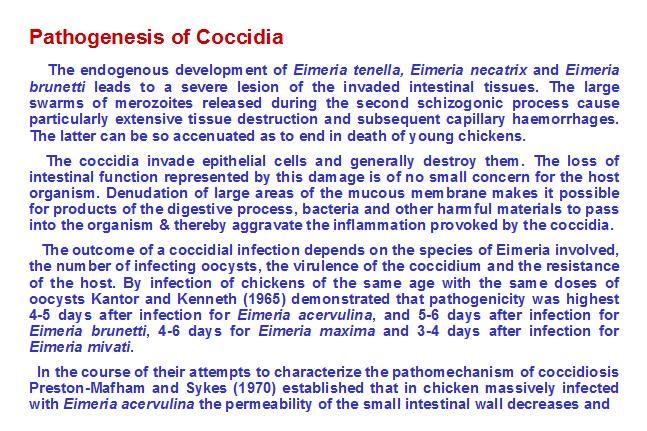 Pathogenesis of Coccidia
The endogenous development of Eimeria tenella, Eimeria necatrix and Eimeria
brunetti leads to a severe lesion of the invaded intestinal tissues. The large
swarms of merozoites released during the second schizogonic process cause
particularly extensive tissue destruction and subsequent capillary haemorrhages.
The latter can be so accenuated as to end in death of young chickens.
The coccidia invade epithelial cells and generally destroy them. The loss of
intestinal function represented by this damage is of no small concern for the host
organism. Denudation of large areas of the mucous membrane makes it possible
for products of the digestive process, bacteria and other harmful materials to pass
into the organism & thereby aggravate the inflammation provoked by the coccidia.
The outcome of a coccidial infection depends on the species of Eimeria involved,
the number of infecting oocysts, the virulence of the coccidium and the resistance
of the host. By infection of chickens of the same age with the same doses of
oocysts Kantor and Kenneth (1965) demonstrated that pathogenicity was highest
4-5 days after infection for Eimeria acervulina, and 5-6 days after infection for
Eimeria brunetti, 4-6 days for Eimeria maxima and 3-4 days after infection for
Eimeria mivati.
In the course of their attempts to characterize the pathomechanism of coccidiosis
Preston-Mafham and Sykes (1970) established that in chicken massively infected
with Eimeria acervulina the permeability of the small intestinal wall decreases and